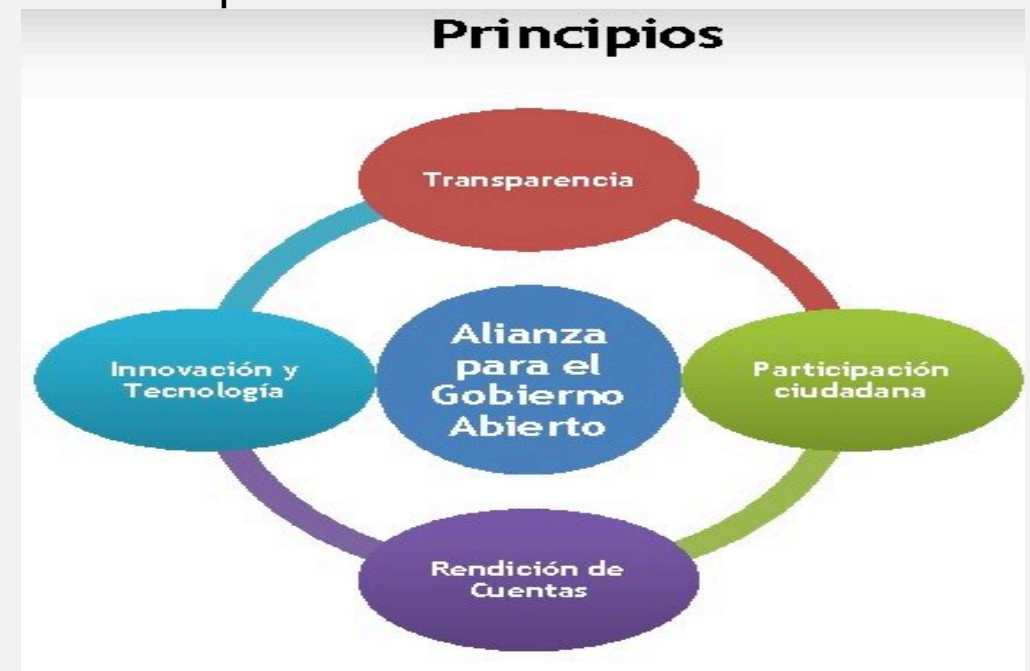 Principios
Transparencia
Innovación y
Tecnología
Alianza
para el
Gobierno
Abierto
Participación
ciudadana
Rendición de
Cuentas